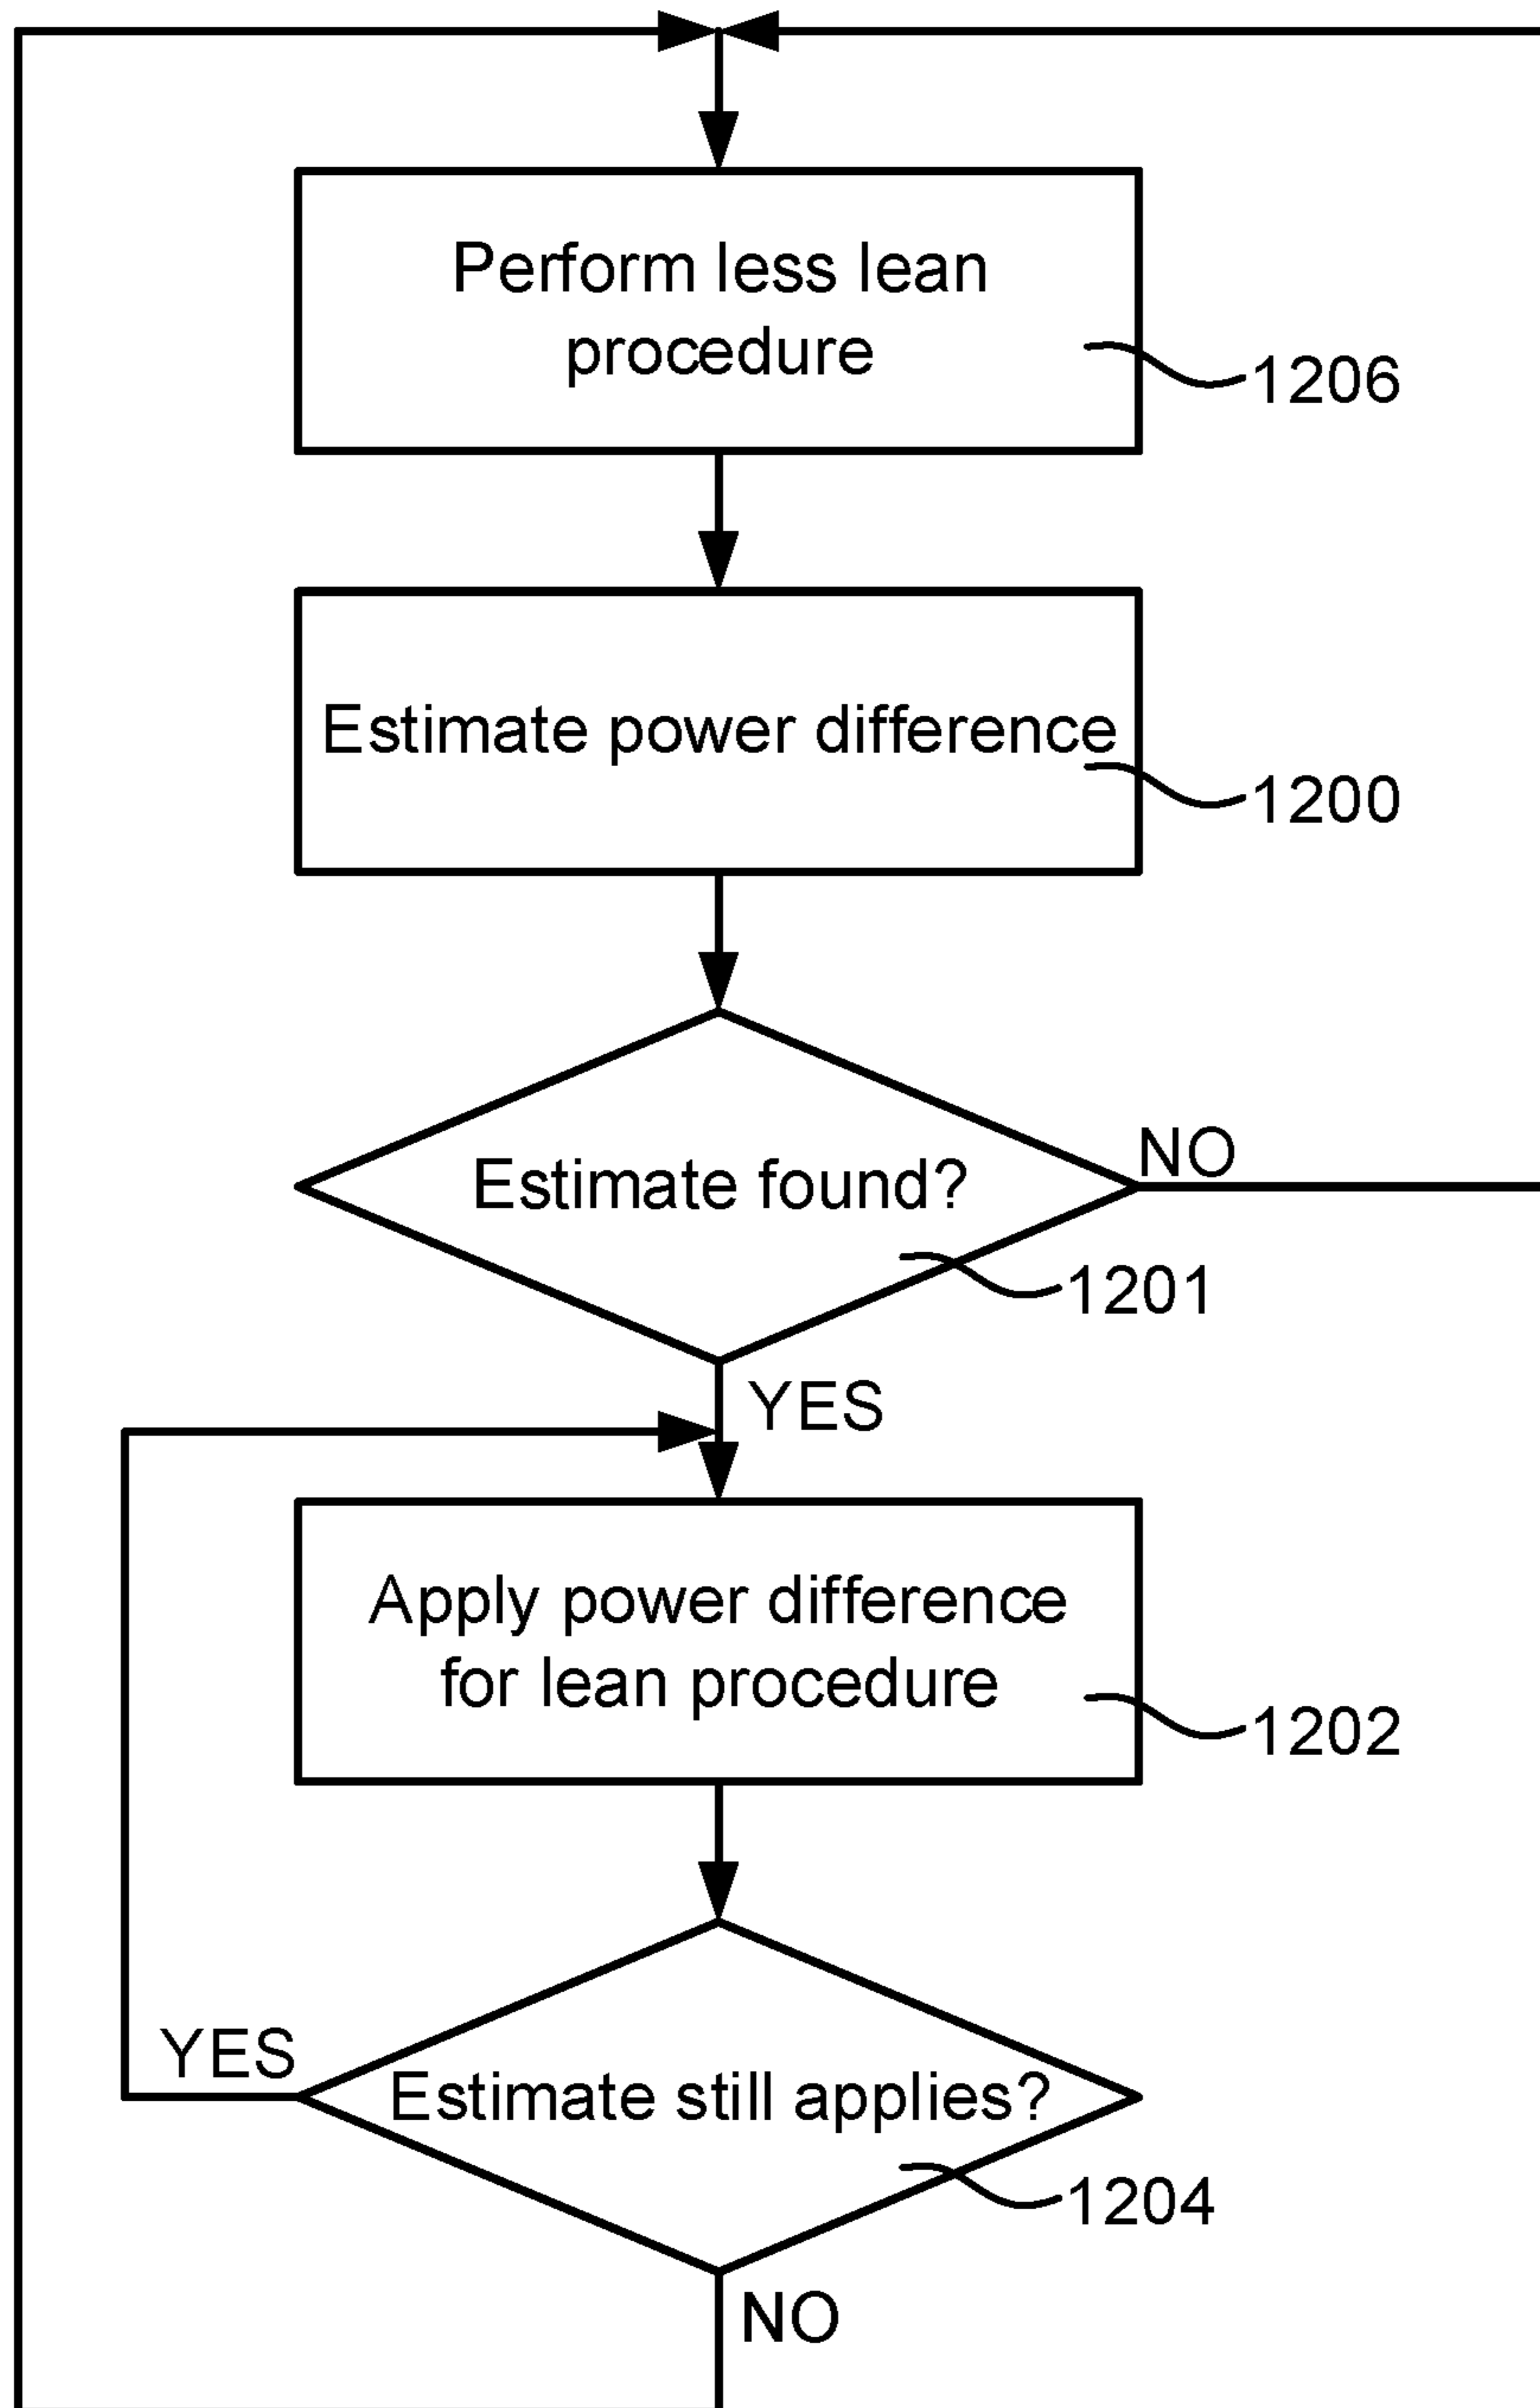 Perform less lean
procedure
1206
Estimate power difference
1200
Estimate found?
NO
1201
YES
Apply power difference
for lean procedure
1202
YES
Estimate still applies?
1204
NO